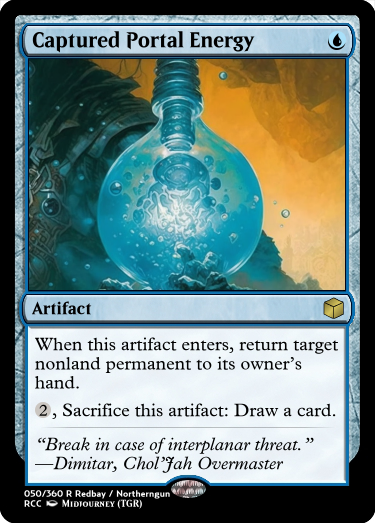 Captured Portal Energy
Artifact
When this artifact enters, return target
nonland permanent to its owner's
hand.
2, Sacrifice this artifact: Draw a card.
"Break in case of interplanar threat."
—Dimitar, Chol'Jah Overmaster
050/360 R Redbay / Northerngun
RCC Midjourney (TGR)